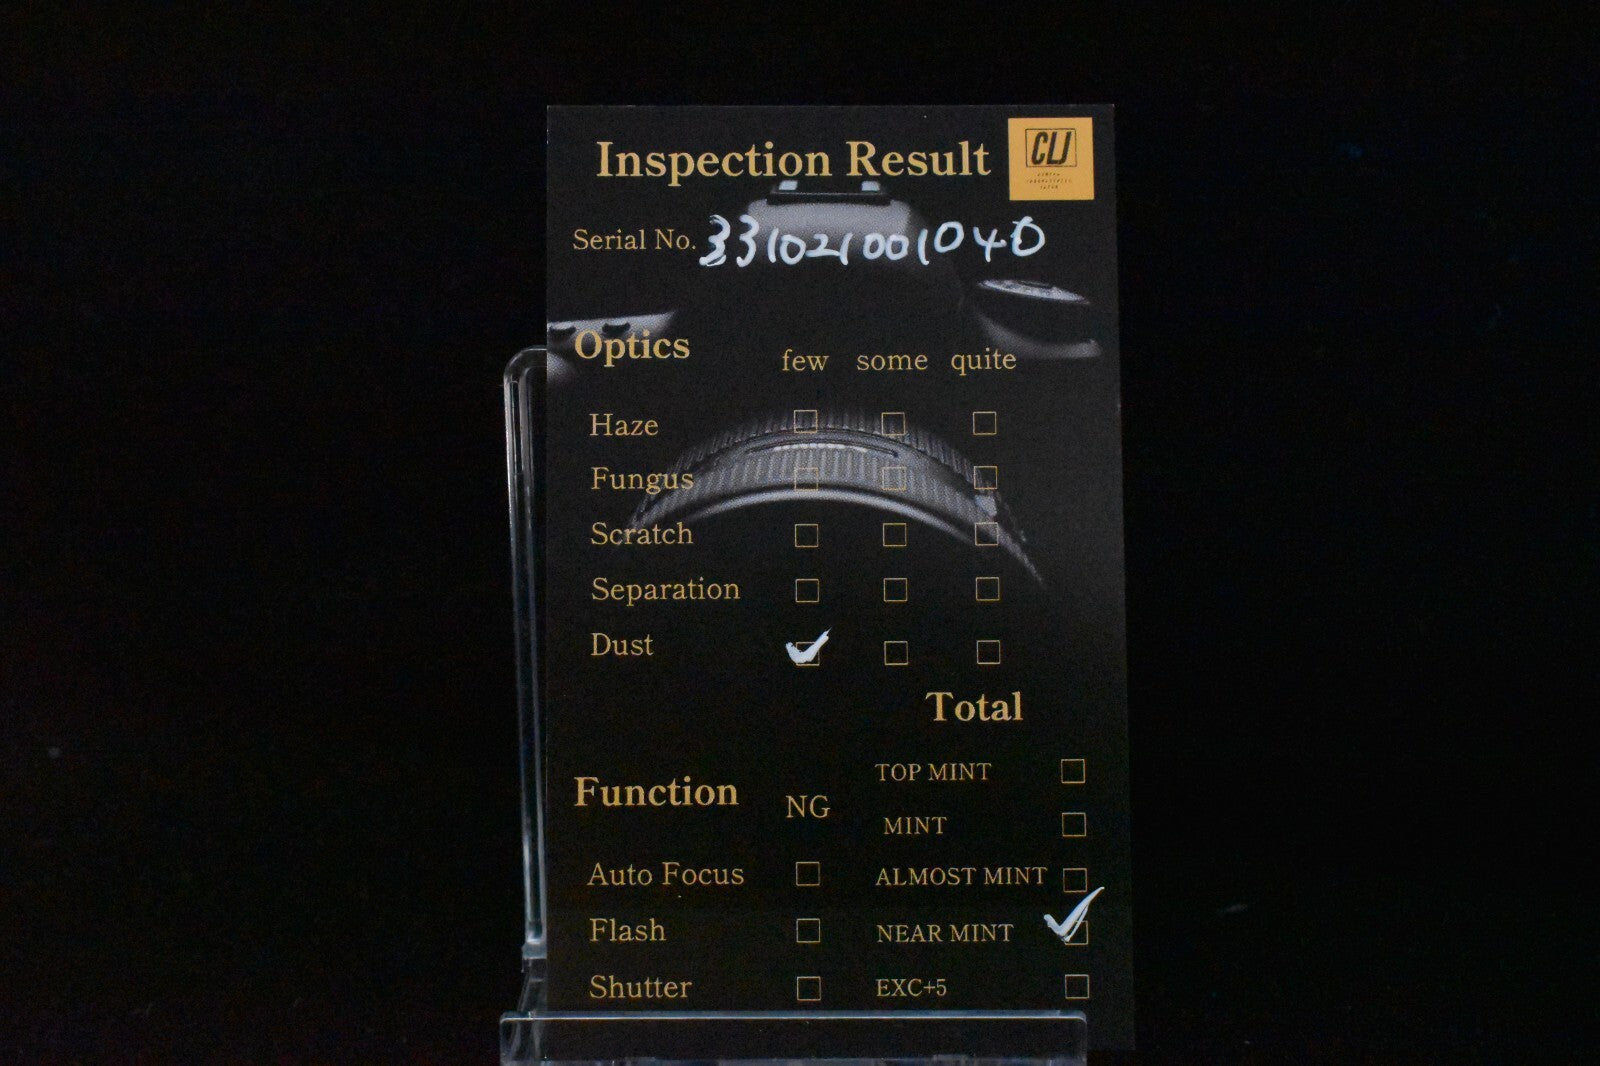 Inspection Result
CLJ
Serial No. 331021001040
Optics few some quite
Haze
Fungus
Scratch
Separation
Dust
Total
TOP MINT
Function NG
MINT
Auto Focus
ALMOST MINT
Flash
NEAR MINT
Shutter
EXC+5